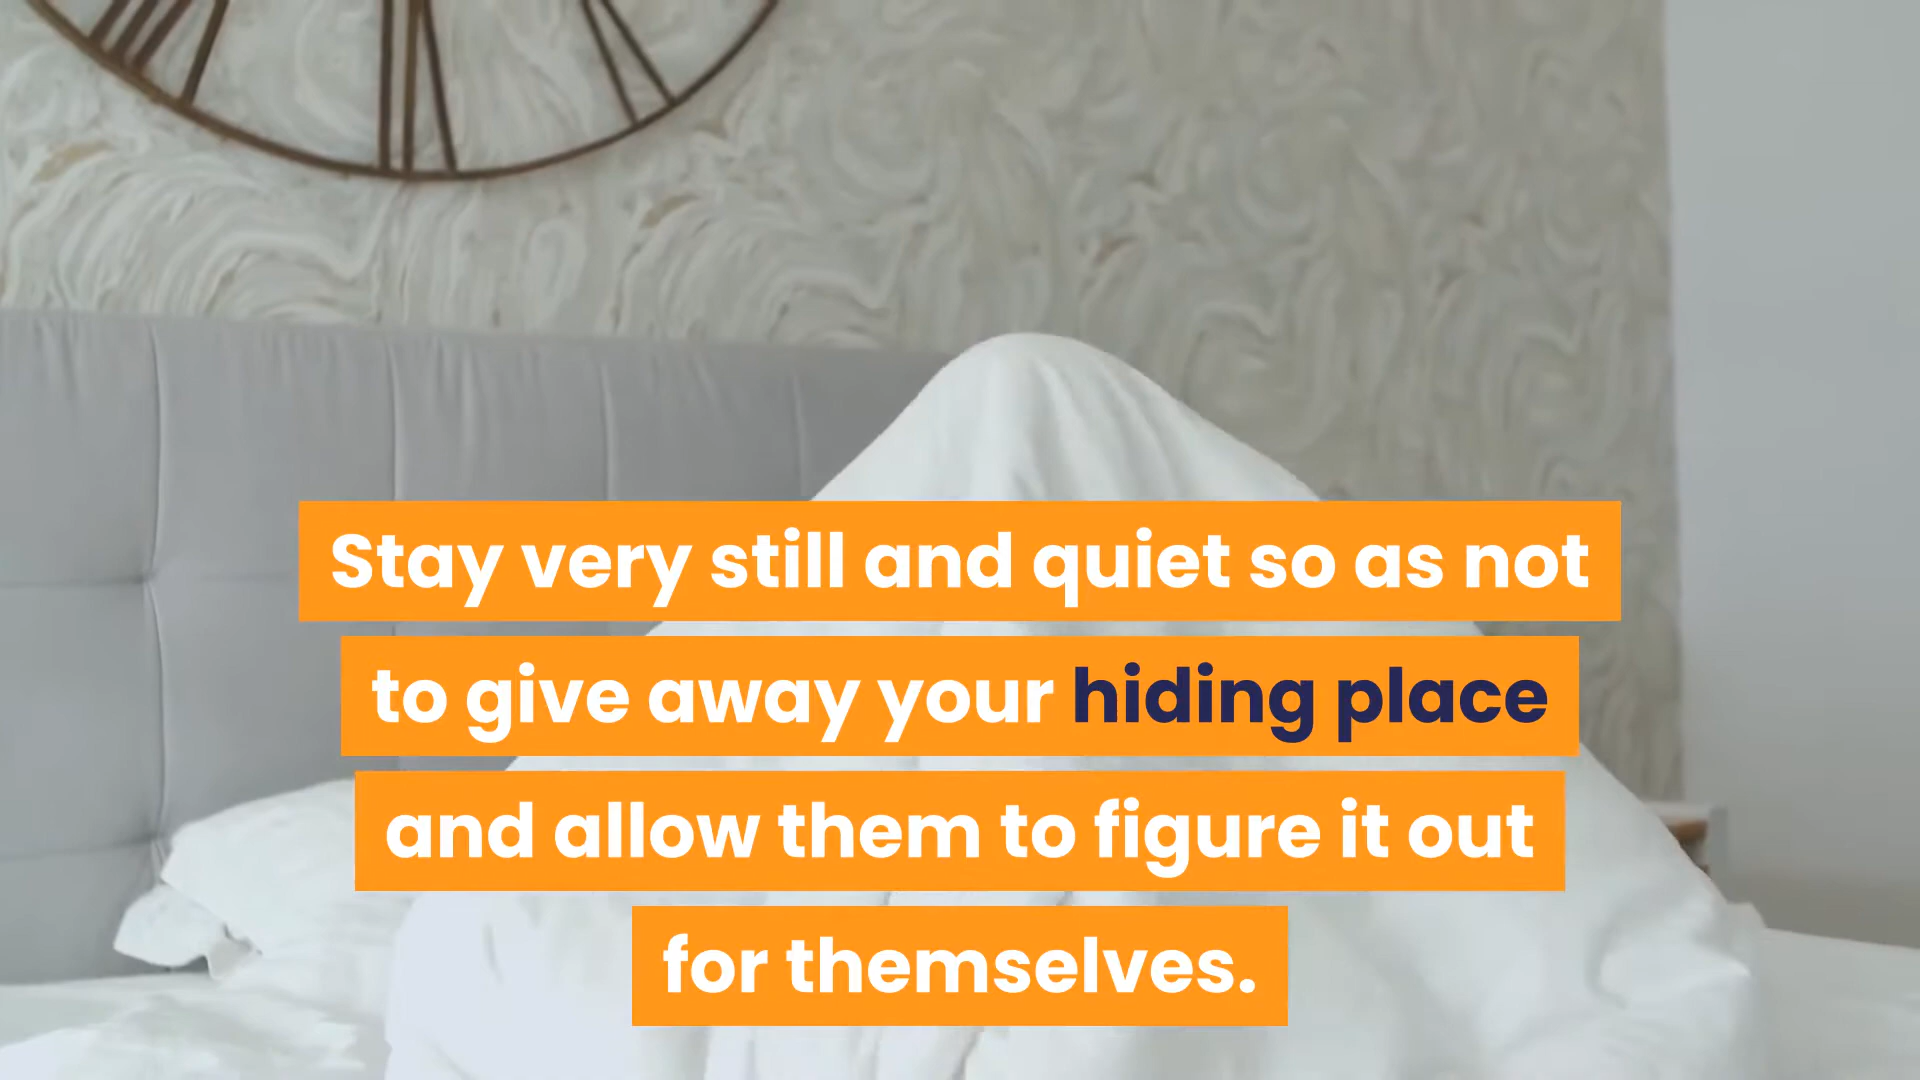 Stay very still and quiet so as not
to give away your hiding place
and allow them to figure it out
for themselves.